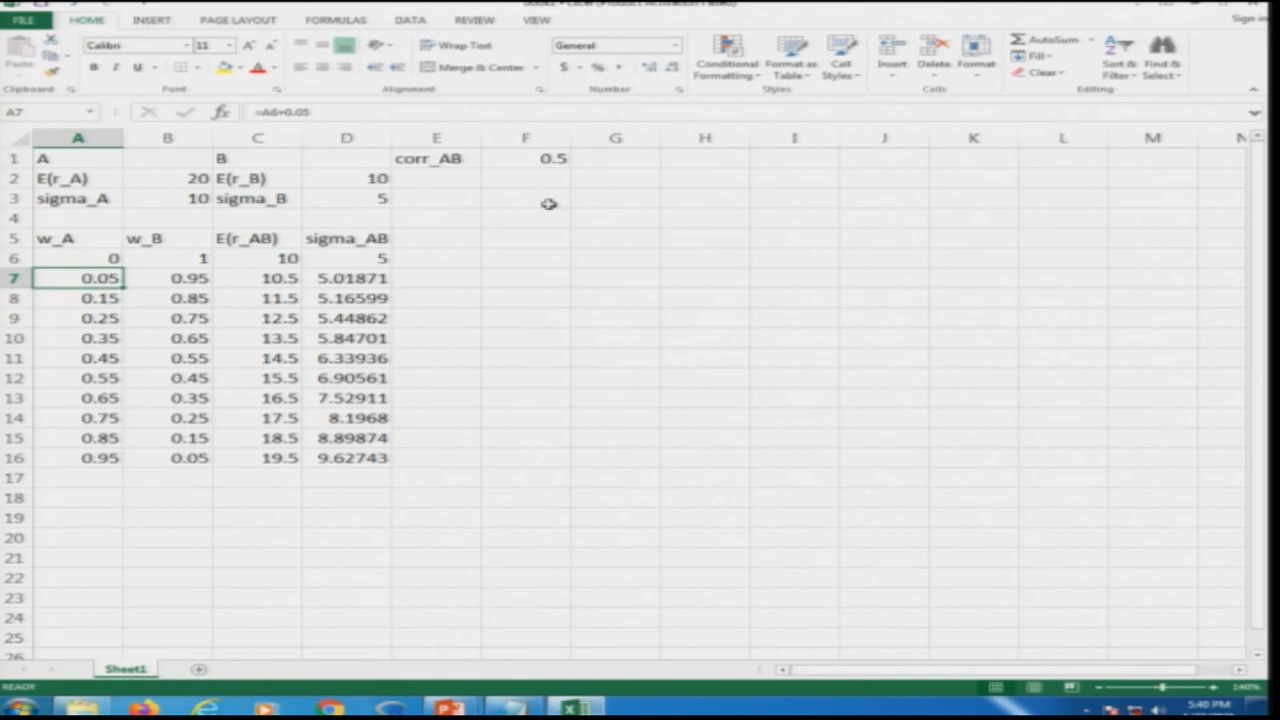 FILE HOME INSERT PAGE LAYOUT FORMULAS DATA REVIEW VIEW Sign in
Paste Calibri 11 Wrap Text General Conditional Format as Cell Insert Delete Format AutoSum Sort & Find &
B I U Merge & Center $ % , Formatting Table Styles Fill Filter Select
Clear
Clipboard Font Alignment Number Styles Cells Editing
A7 fx =A6+0.05
A B C D E F G H I J K L M N
1 A B corr_AB 0.5
2 E(r_A) 20 E(r_B) 10
3 sigma_A 10 sigma_B 5
4
5 w_A w_B E(r_AB) sigma_AB
6 0 1 10 5
7 0.05 0.95 10.5 5.01871
8 0.15 0.85 11.5 5.16599
9 0.25 0.75 12.5 5.44862
10 0.35 0.65 13.5 5.84701
11 0.45 0.55 14.5 6.33936
12 0.55 0.45 15.5 6.90561
13 0.65 0.35 16.5 7.52911
14 0.75 0.25 17.5 8.1968
15 0.85 0.15 18.5 8.89874
16 0.95 0.05 19.5 9.62743
17
18
19
20
21
22
23
24
25
26
Sheet1
READY 140%
5:40 PM